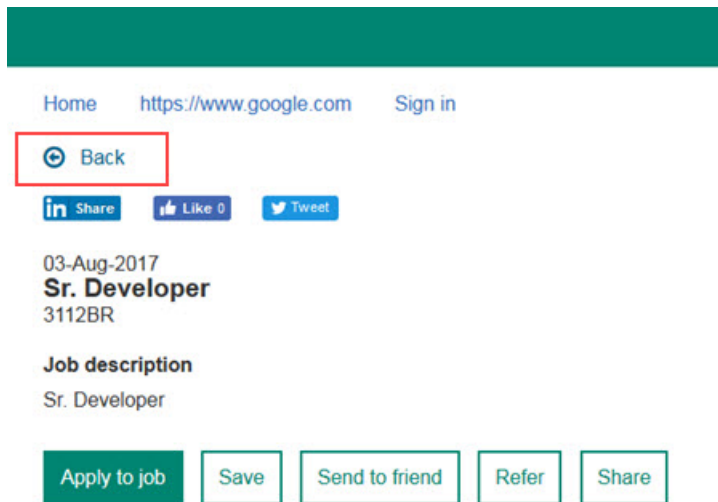 Home https://www.google.com Sign in
Back
in Share Like 0 Tweet
03-Aug-2017
Sr. Developer
3112BR
Job description
Sr. Developer
Apply to job Save Send to friend Refer Share